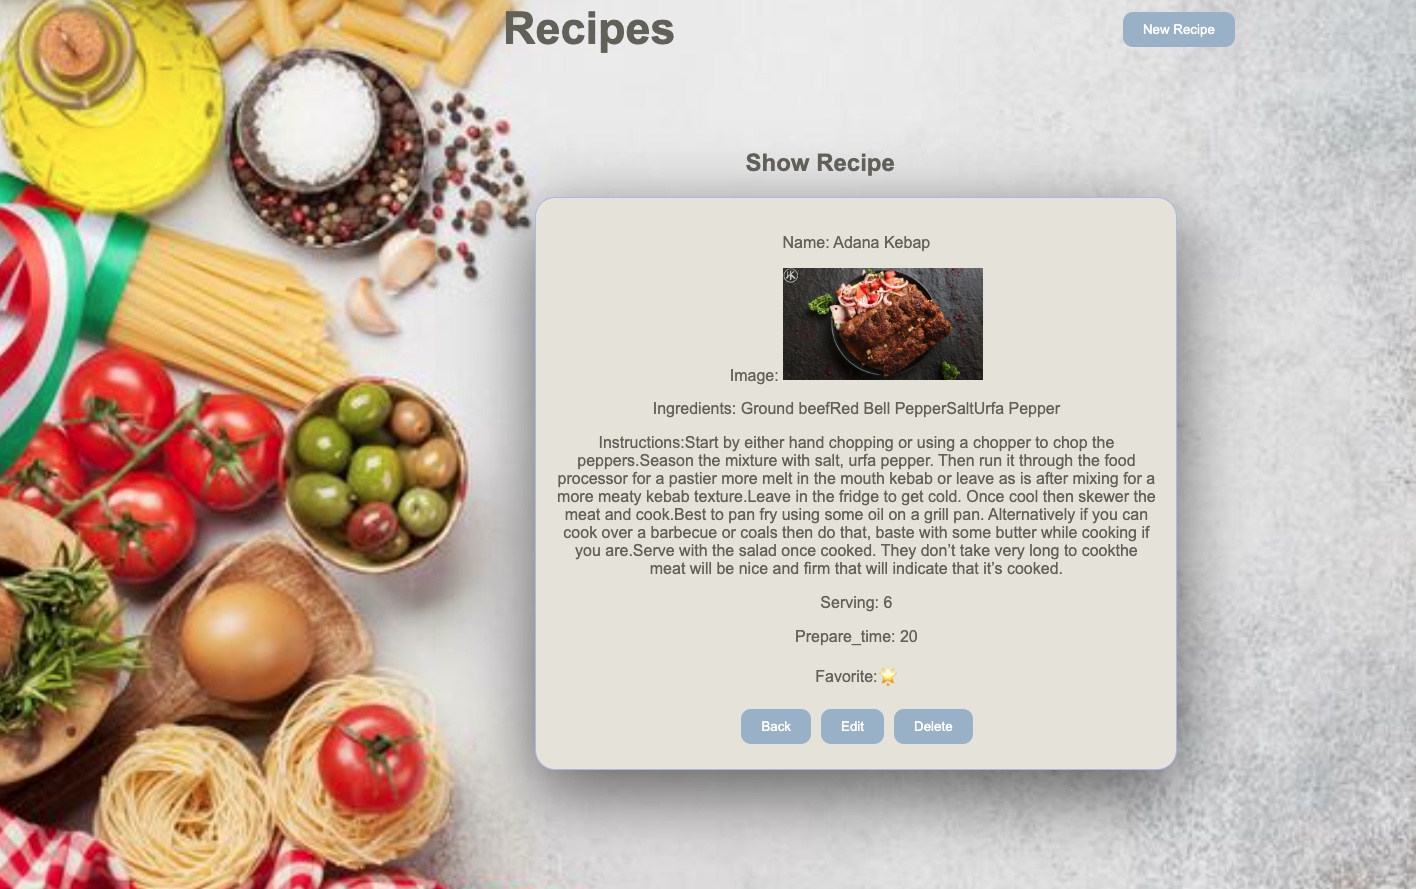 Recipes
New Recipe
Show Recipe
Name: Adana Kebap
Image:
Ingredients: Ground beefRed Bell PepperSaltUrfa Pepper
Instructions:Start by either hand chopping or using a chopper to chop the
peppers.Season the mixture with salt, urfa pepper. Then run it through the food
processor for a pastier more melt in the mouth kebab or leave as is after mixing for a
more meaty kebab texture.Leave in the fridge to get cold. Once cool then skewer the
meat and cook.Best to pan fry using some oil on a grill pan. Alternatively if you can
cook over a barbecue or coals then do that, baste with some butter while cooking if
you are.Serve with the salad once cooked. They don’t take very long to cookthe
meat will be nice and firm that will indicate that it’s cooked.
Serving: 6
Prepare_time: 20
Favorite:🌟
Back
Edit
Delete